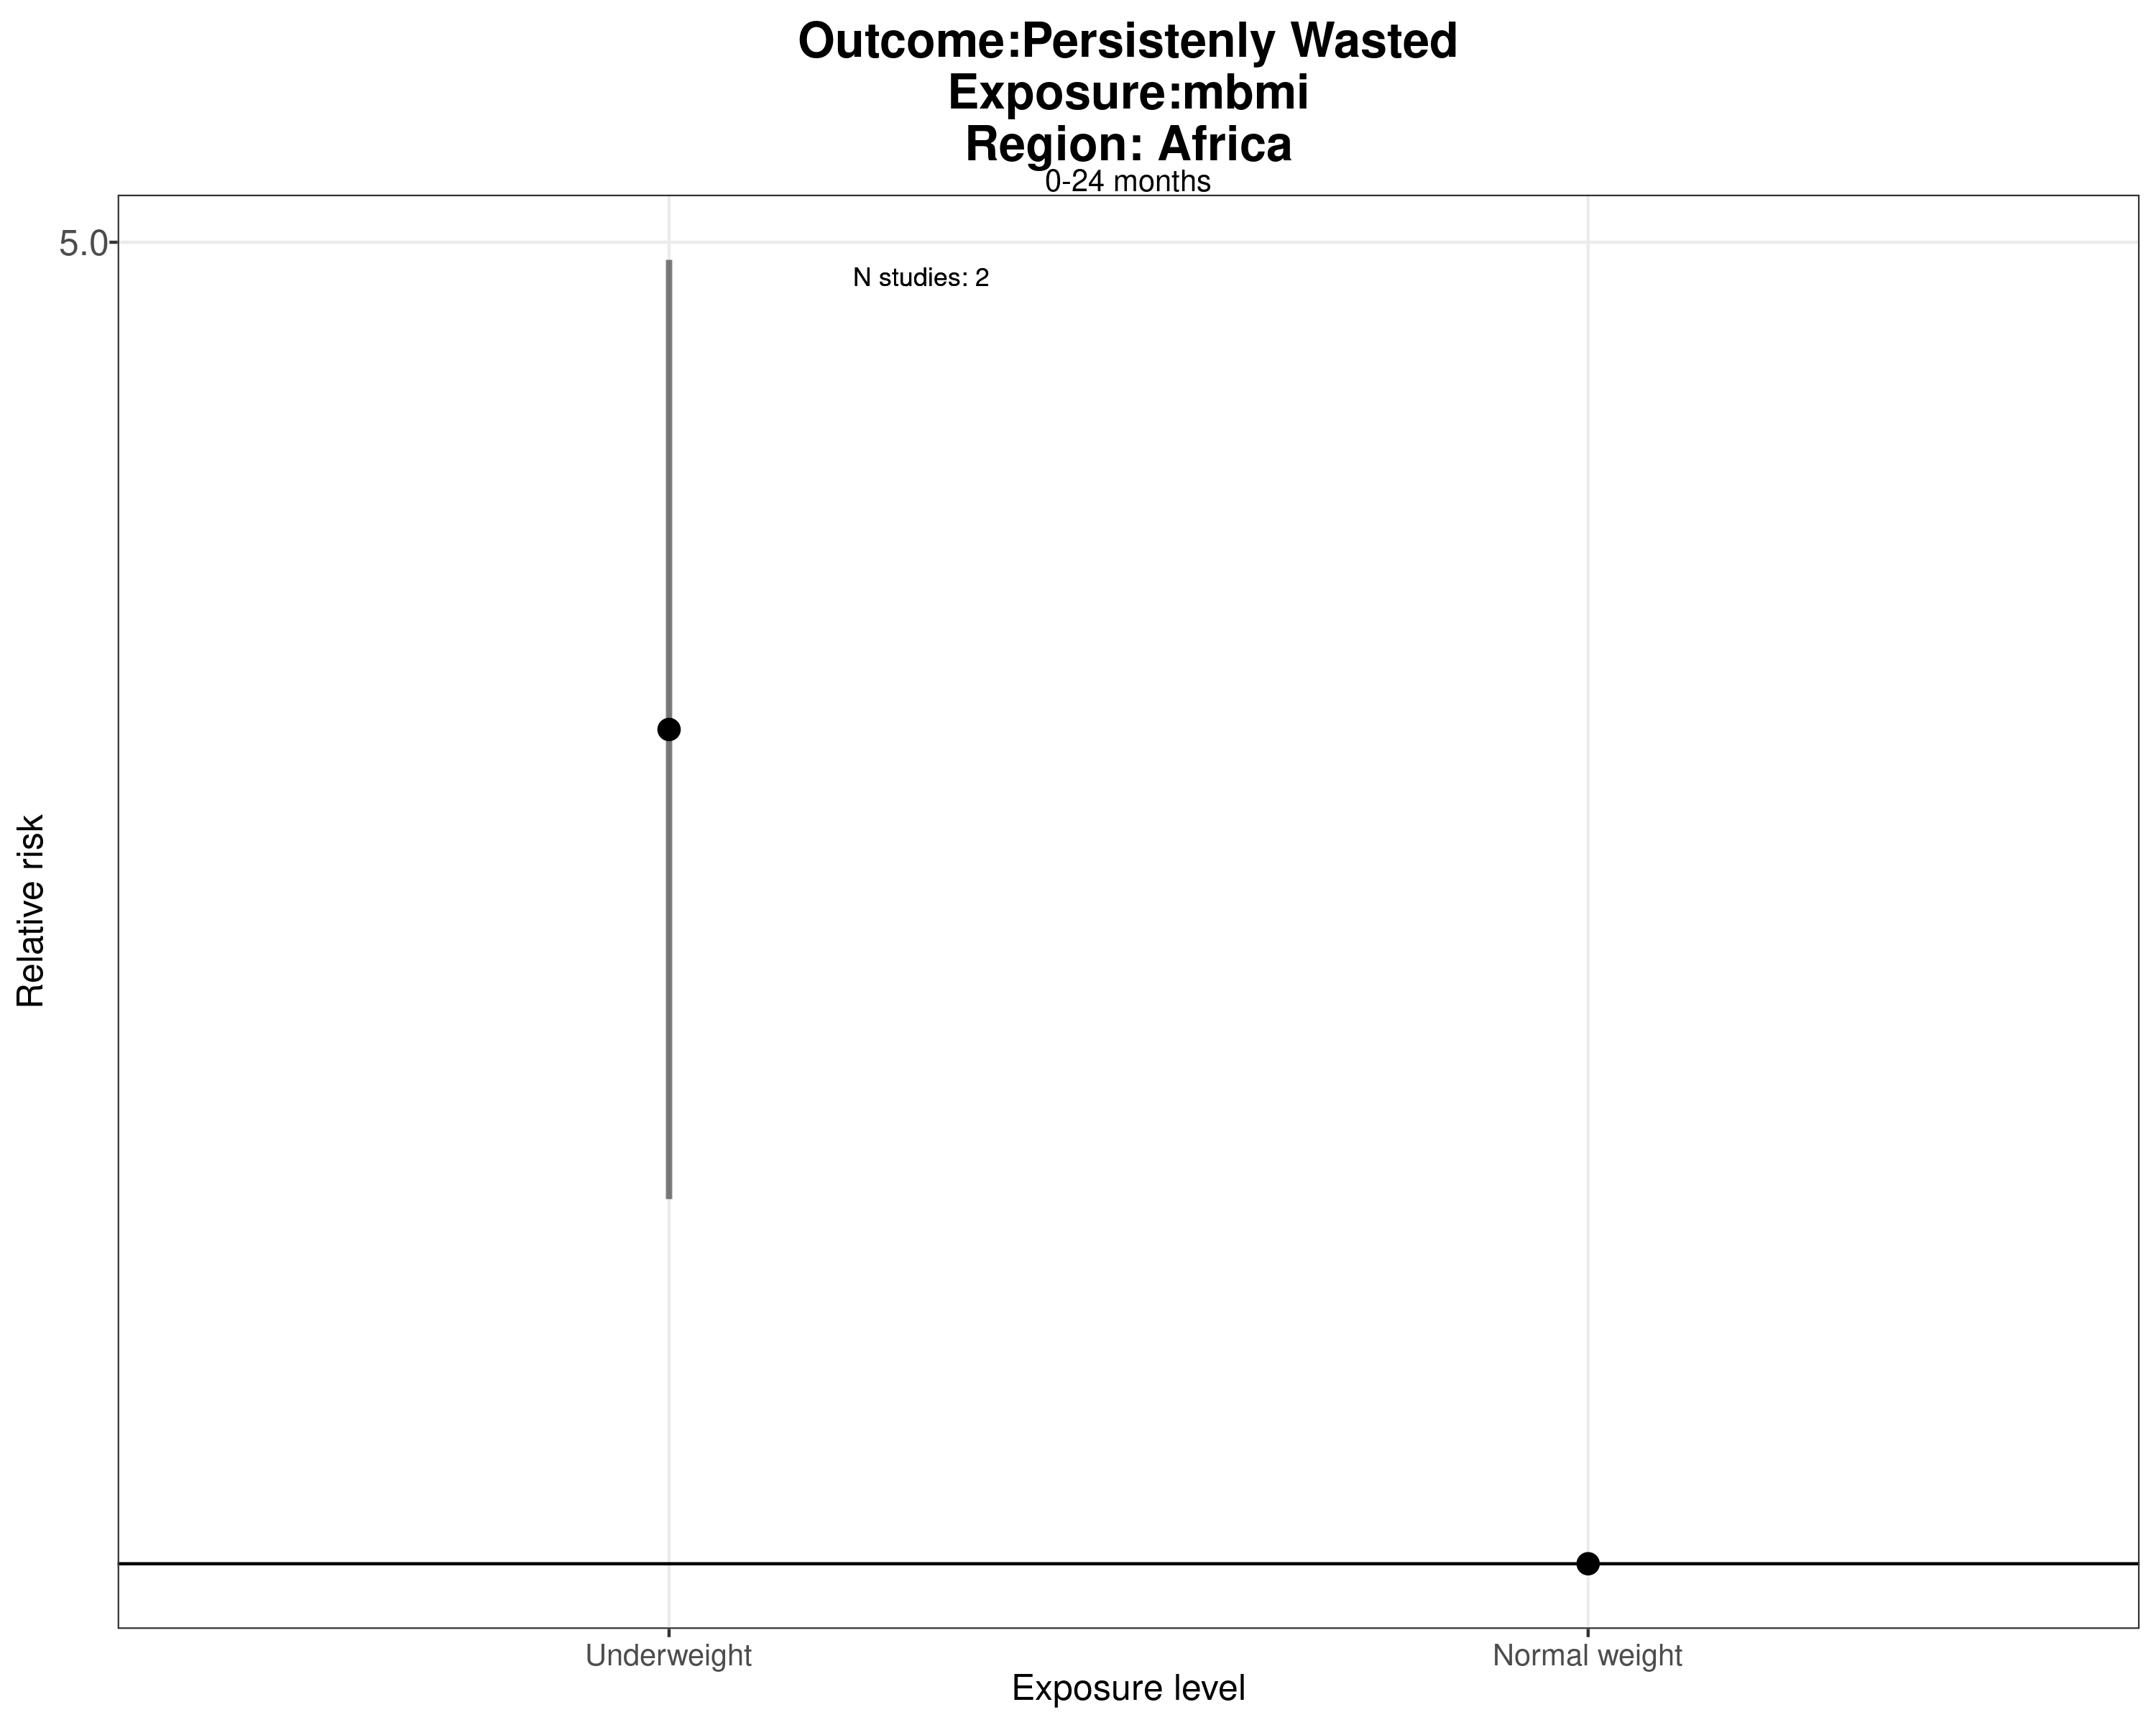 Outcome:Persistenly Wasted
Exposure:mbmi
Region: Africa
0-24 months
5.0
N studies: 2
Relative risk
Underweight
Normal weight
Exposure level